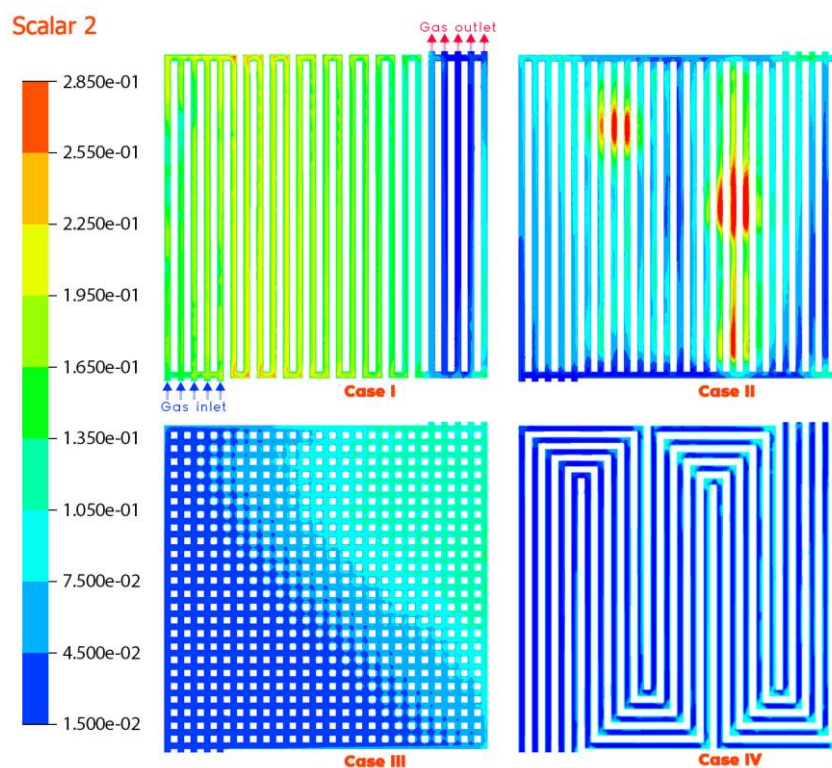 Scalar 2
Gas outlet
2.850e-01
2.550e-01
2.250e-01
1.950e-01
1.650e-01
1.350e-01
1.050e-01
7.500e-02
4.500e-02
1.500e-02
Case I
Gas inlet
Case II
Case III
Case IV